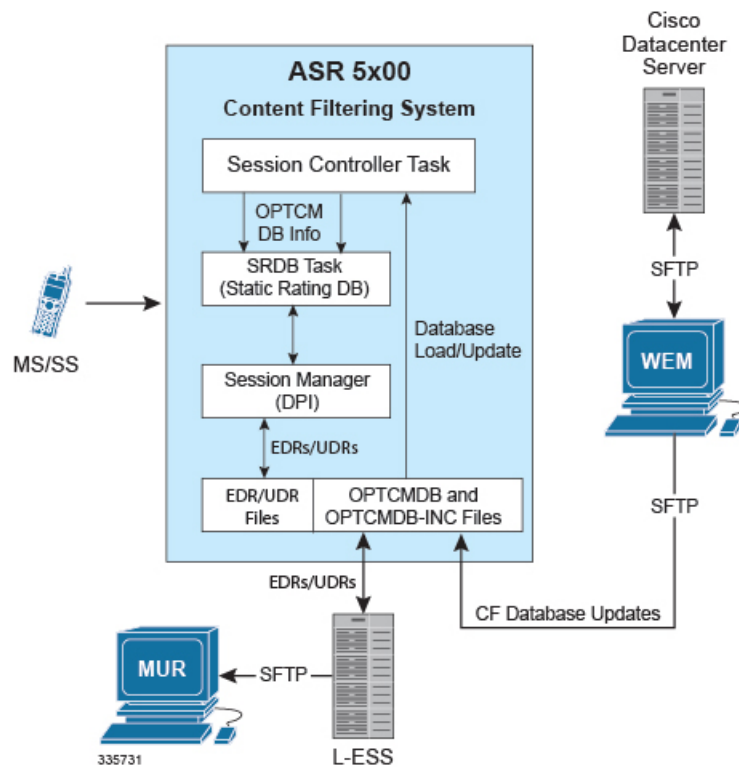 Cisco
Datacenter
Server
ASR 5x00
Content Filtering System
Session Controller Task
OPTCM
DB Info
SRDB Task
(Static Rating DB)
SFTP
MS/SS
Database
Load/Update
WEM
Session Manager
(DPI)
EDRs/UDRs
EDR/UDR
Files
OPTCMDB and
OPTCMDB-INC Files
SFTP
EDRs/UDRs
CF Database Updates
MUR
SFTP
335731
L-ESS